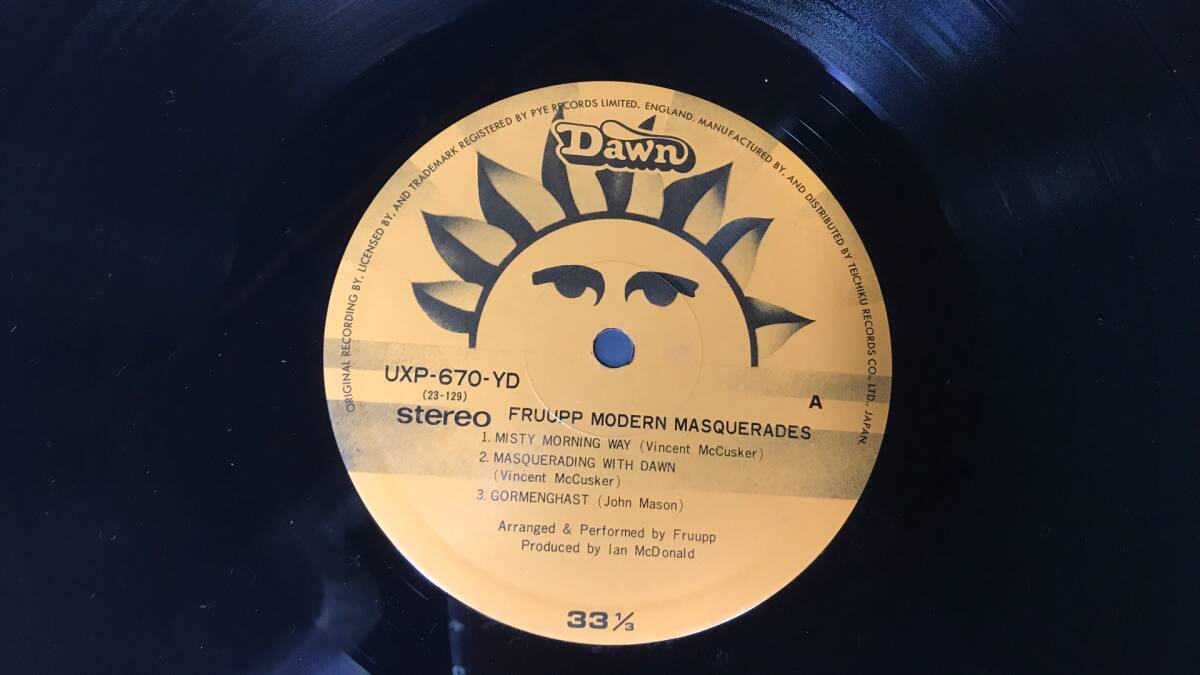 ORIGINAL RECORDING BY, LICENSED BY, AND TRADEMARK REGISTERED BY PYE RECORDS LIMITED, ENGLAND. MANUFACTURED BY, AND DISTRIBUTED BY TEICHIKU RECORDS CO., LTD., JAPAN.
Dawn
UXP-670-YD
(23-129)
A
stereo
FRUUPP MODERN MASQUERADES
1. MISTY MORNING WAY (Vincent McCusker)
2. MASQUERADING WITH DAWN
(Vincent McCusker)
3. GORMENGHAST (John Mason)
Arranged & Performed by Fruupp
Produced by Ian McDonald
33 1/3